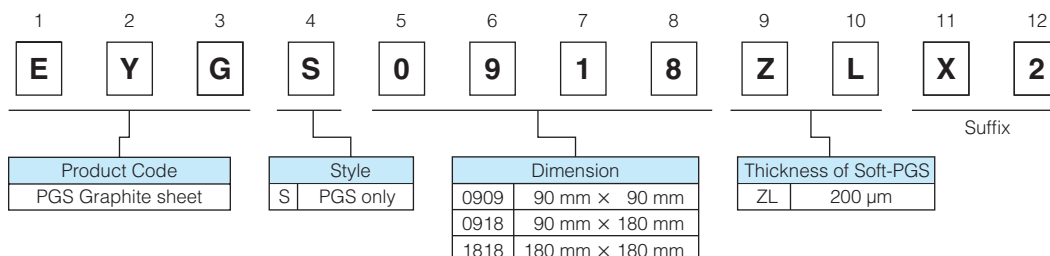 1 2 3 4 5 6 7 8 9 10 11 12
E Y G S 0 9 1 8 Z L X 2
Suffix
Product Code
PGS Graphite sheet
Style
S PGS only
Dimension
0909 90 mm × 90 mm
0918 90 mm × 180 mm
1818 180 mm × 180 mm
Thickness of Soft-PGS
ZL 200 µm